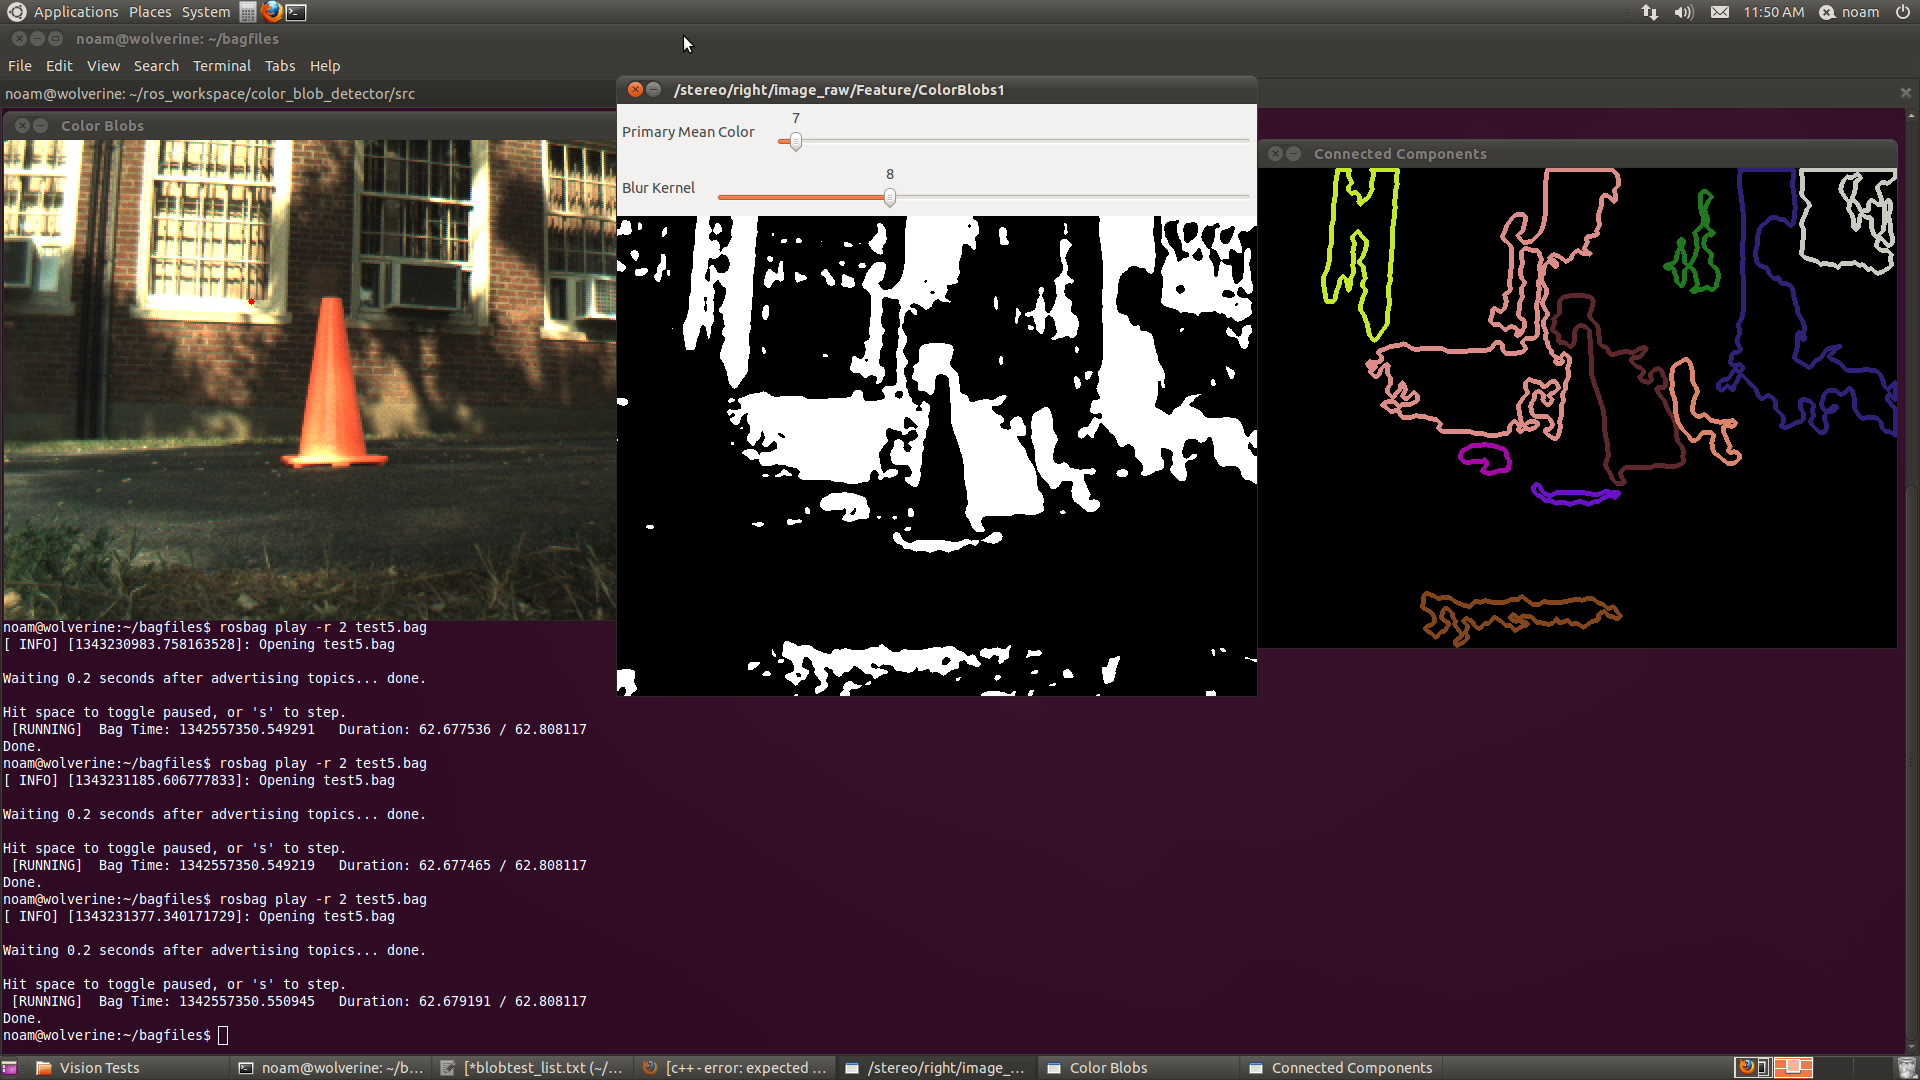 Applications Places System 11:50 AM noam
noam@wolverine: ~/bagfiles
File Edit View Search Terminal Tabs Help
noam@wolverine: ~/ros_workspace/color_blob_detector/src
Color Blobs
/stereo/right/image_raw/Feature/ColorBlobs1
7
Primary Mean Color
8
Blur Kernel
Connected Components
noam@wolverine:~/bagfiles$ rosbag play -r 2 test5.bag
[ INFO] [1343230983.758163528]: Opening test5.bag
Waiting 0.2 seconds after advertising topics... done.
Hit space to toggle paused, or 's' to step.
[RUNNING]  Bag Time: 1342557350.549291   Duration: 62.677536 / 62.808117
Done.
noam@wolverine:~/bagfiles$ rosbag play -r 2 test5.bag
[ INFO] [1343231185.606777833]: Opening test5.bag
Waiting 0.2 seconds after advertising topics... done.
Hit space to toggle paused, or 's' to step.
[RUNNING]  Bag Time: 1342557350.549219   Duration: 62.677465 / 62.808117
Done.
noam@wolverine:~/bagfiles$ rosbag play -r 2 test5.bag
[ INFO] [1343231377.340171729]: Opening test5.bag
Waiting 0.2 seconds after advertising topics... done.
Hit space to toggle paused, or 's' to step.
[RUNNING]  Bag Time: 1342557350.550945   Duration: 62.679191 / 62.808117
Done.
noam@wolverine:~/bagfiles$
Vision Tests noam@wolverine: ~/b... [*blobtest_list.txt (~/... [c++ - error: expected ... /stereo/right/image_... Color Blobs Connected Components